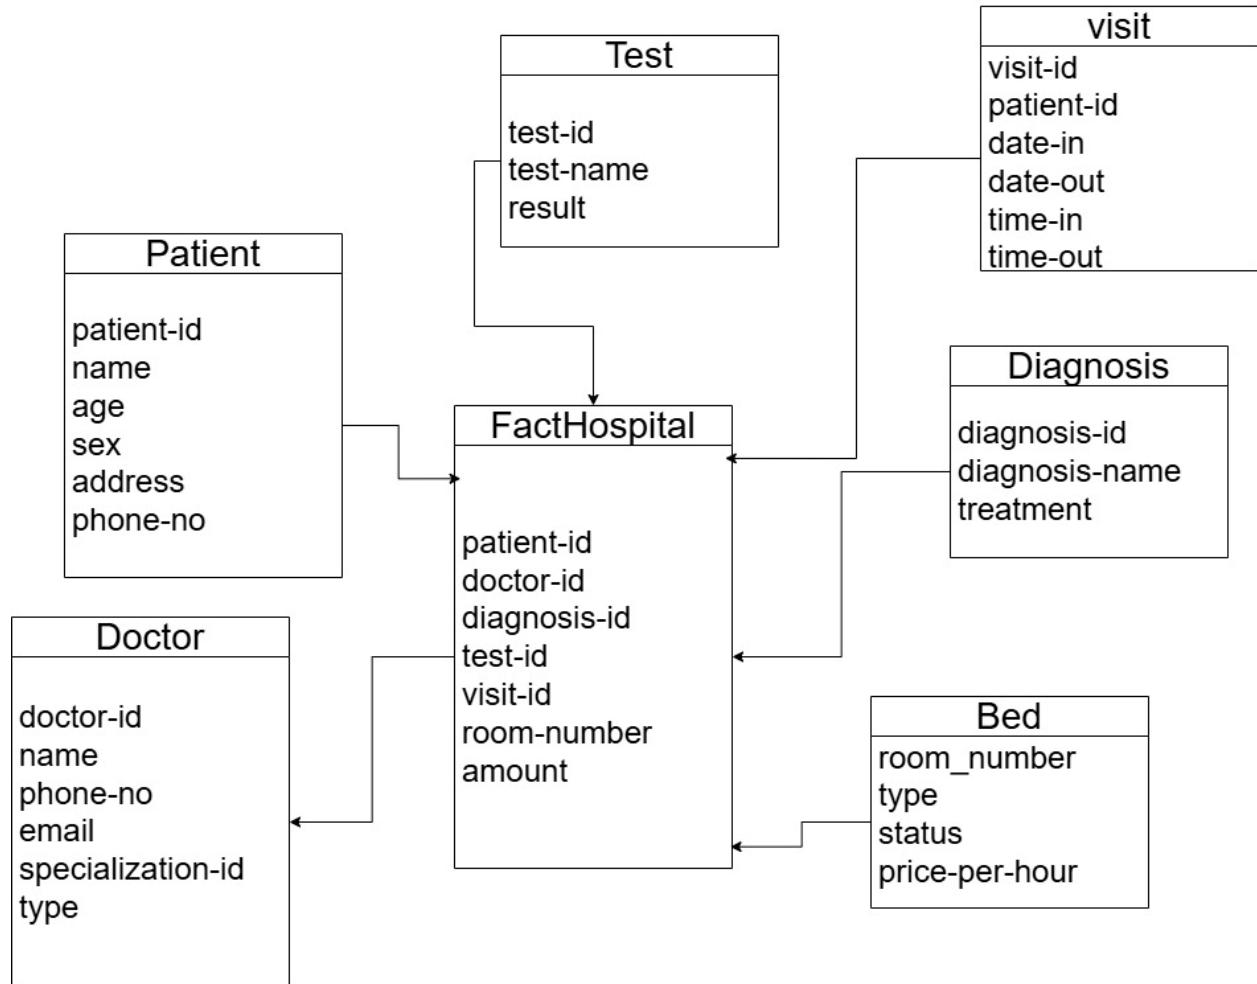 Test
test-id
test-name
result
visit
visit-id
patient-id
date-in
date-out
time-in
time-out
Patient
patient-id
name
age
sex
address
phone-no
Diagnosis
diagnosis-id
diagnosis-name
treatment
FactHospital
patient-id
doctor-id
diagnosis-id
test-id
visit-id
room-number
amount
Doctor
doctor-id
name
phone-no
email
specialization-id
type
Bed
room_number
type
status
price-per-hour